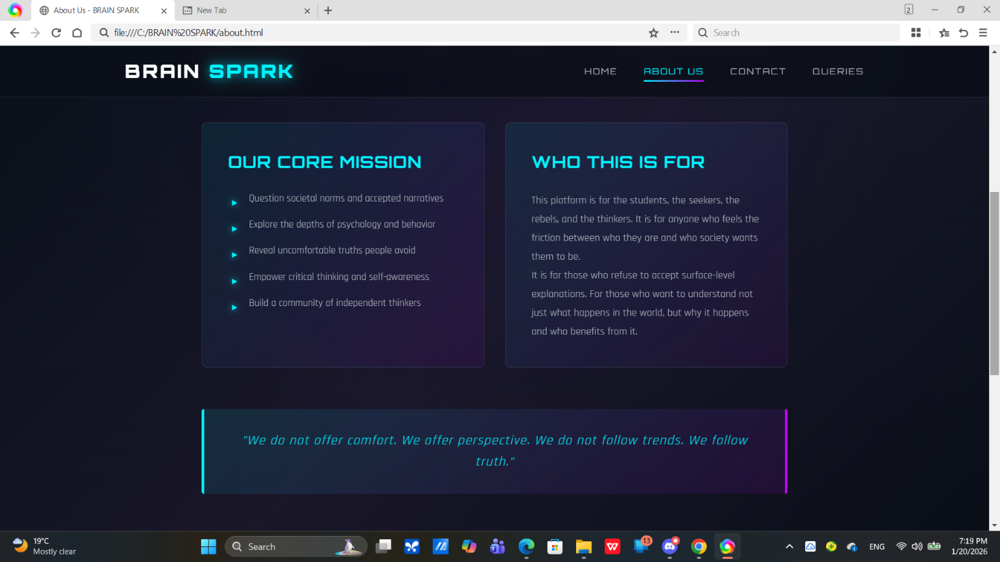 About Us - BRAIN SPARK
New Tab
2
file:///C:/BRAIN%20SPARK/about.html
Search
BRAIN SPARK
HOME
ABOUT US
CONTACT
QUERIES
OUR CORE MISSION
Question societal norms and accepted narratives
Explore the depths of psychology and behavior
Reveal uncomfortable truths people avoid
Empower critical thinking and self-awareness
Build a community of independent thinkers
WHO THIS IS FOR
This platform is for the students, the seekers, the
rebels, and the thinkers. It is for anyone who feels the
friction between who they are and who society wants
them to be.
It is for those who refuse to accept surface-level
explanations. For those who want to understand not
just what happens in the world, but why it happens
and who benefits from it.
"We do not offer comfort. We offer perspective. We do not follow trends. We follow
truth."
19°C
Mostly clear
Search
13
ENG
7:19 PM
1/20/2026